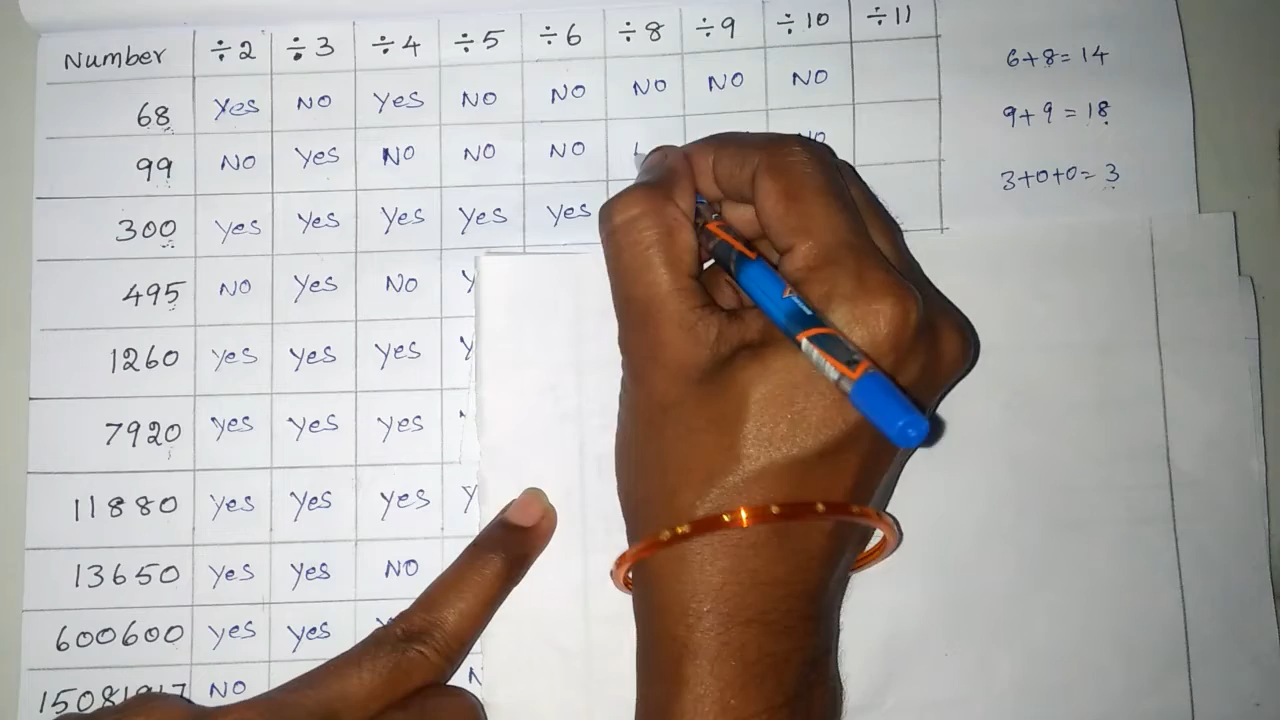 Number ÷2 ÷3 ÷4 ÷5 ÷6 ÷8 ÷9 ÷10 ÷11
68 Yes NO Yes NO NO NO NO NO
6+8=14
99 NO Yes NO NO NO NO
9+9=18
300 Yes Yes Yes Yes Yes
3+0+0=3
495 NO Yes NO
1260 Yes Yes Yes
7920 Yes Yes Yes
11880 Yes Yes Yes
13650 Yes Yes NO
600600 Yes Yes
NO